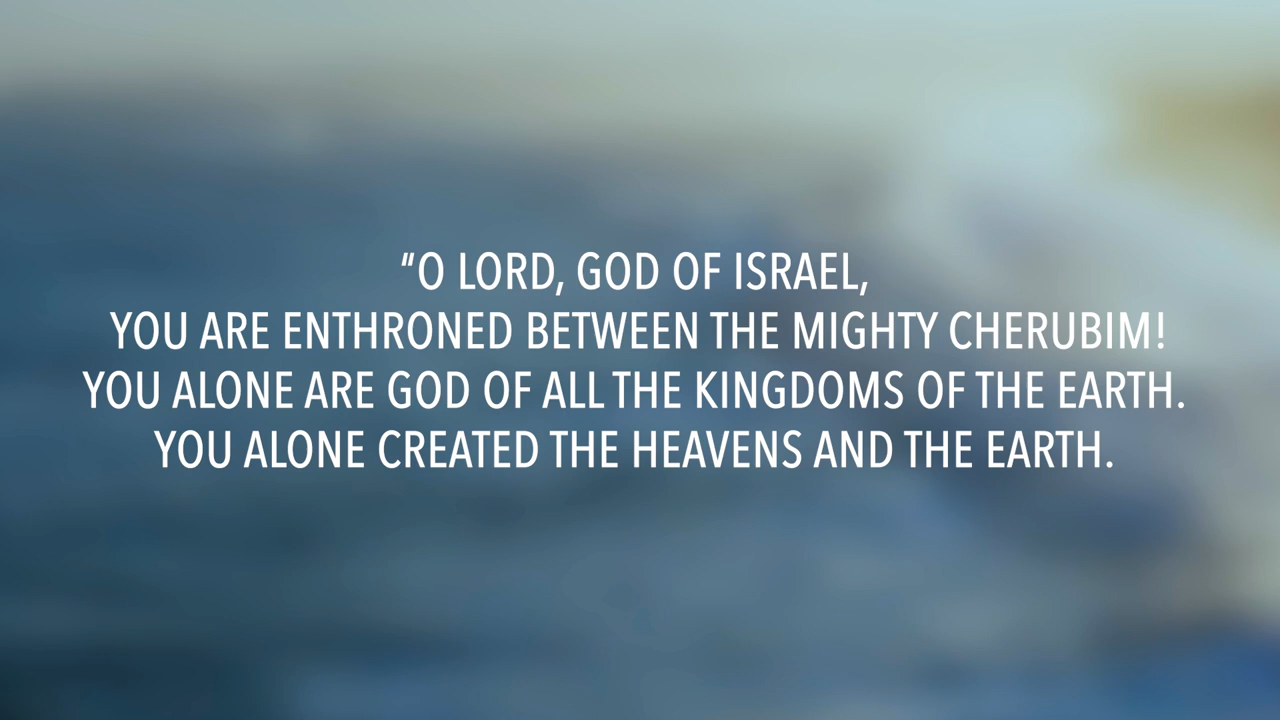 “O LORD, GOD OF ISRAEL,
YOU ARE ENTHRONED BETWEEN THE MIGHTY CHERUBIM!
YOU ALONE ARE GOD OF ALL THE KINGDOMS OF THE EARTH.
YOU ALONE CREATED THE HEAVENS AND THE EARTH.